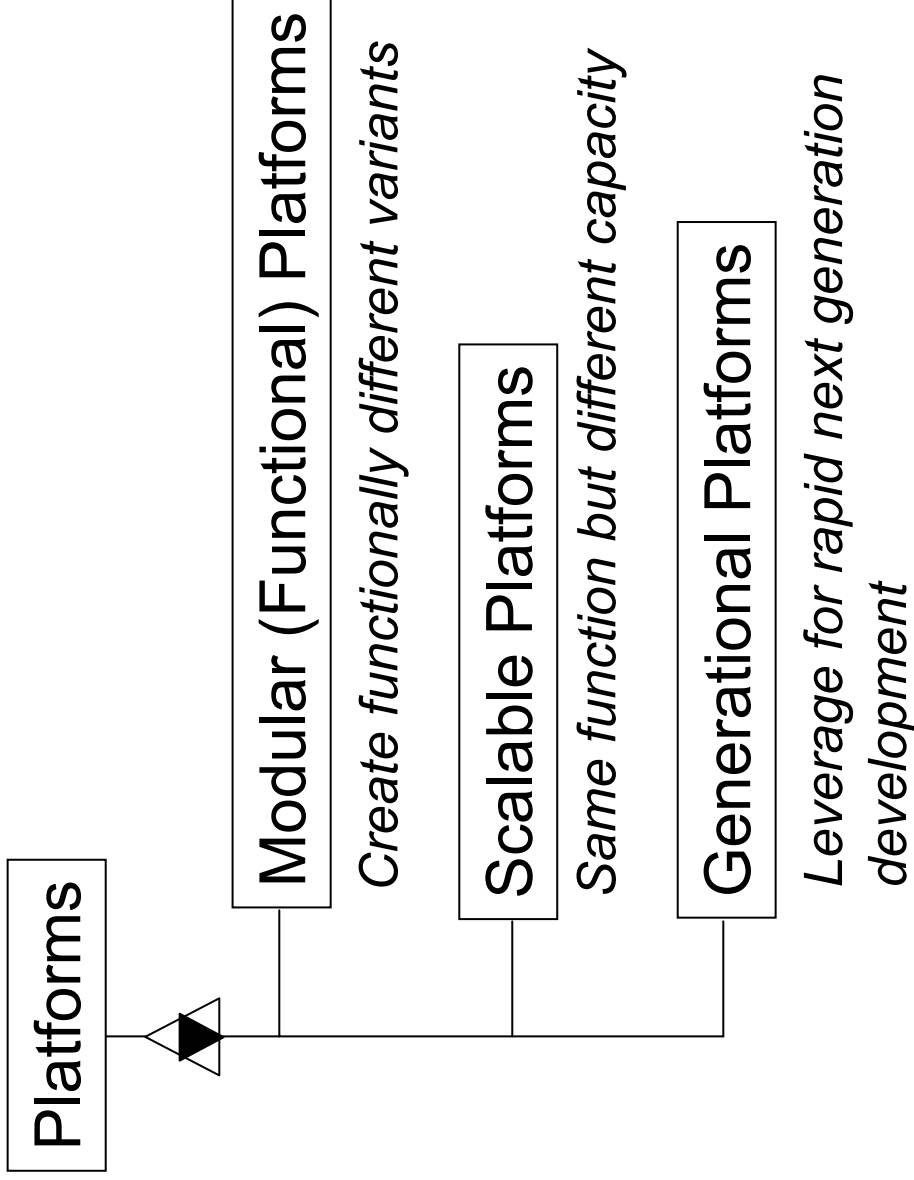 Platforms
Modular (Functional) Platforms
Create functionally different variants
Scalable Platforms
Same function but different capacity
Generational Platforms
Leverage for rapid next generation
development